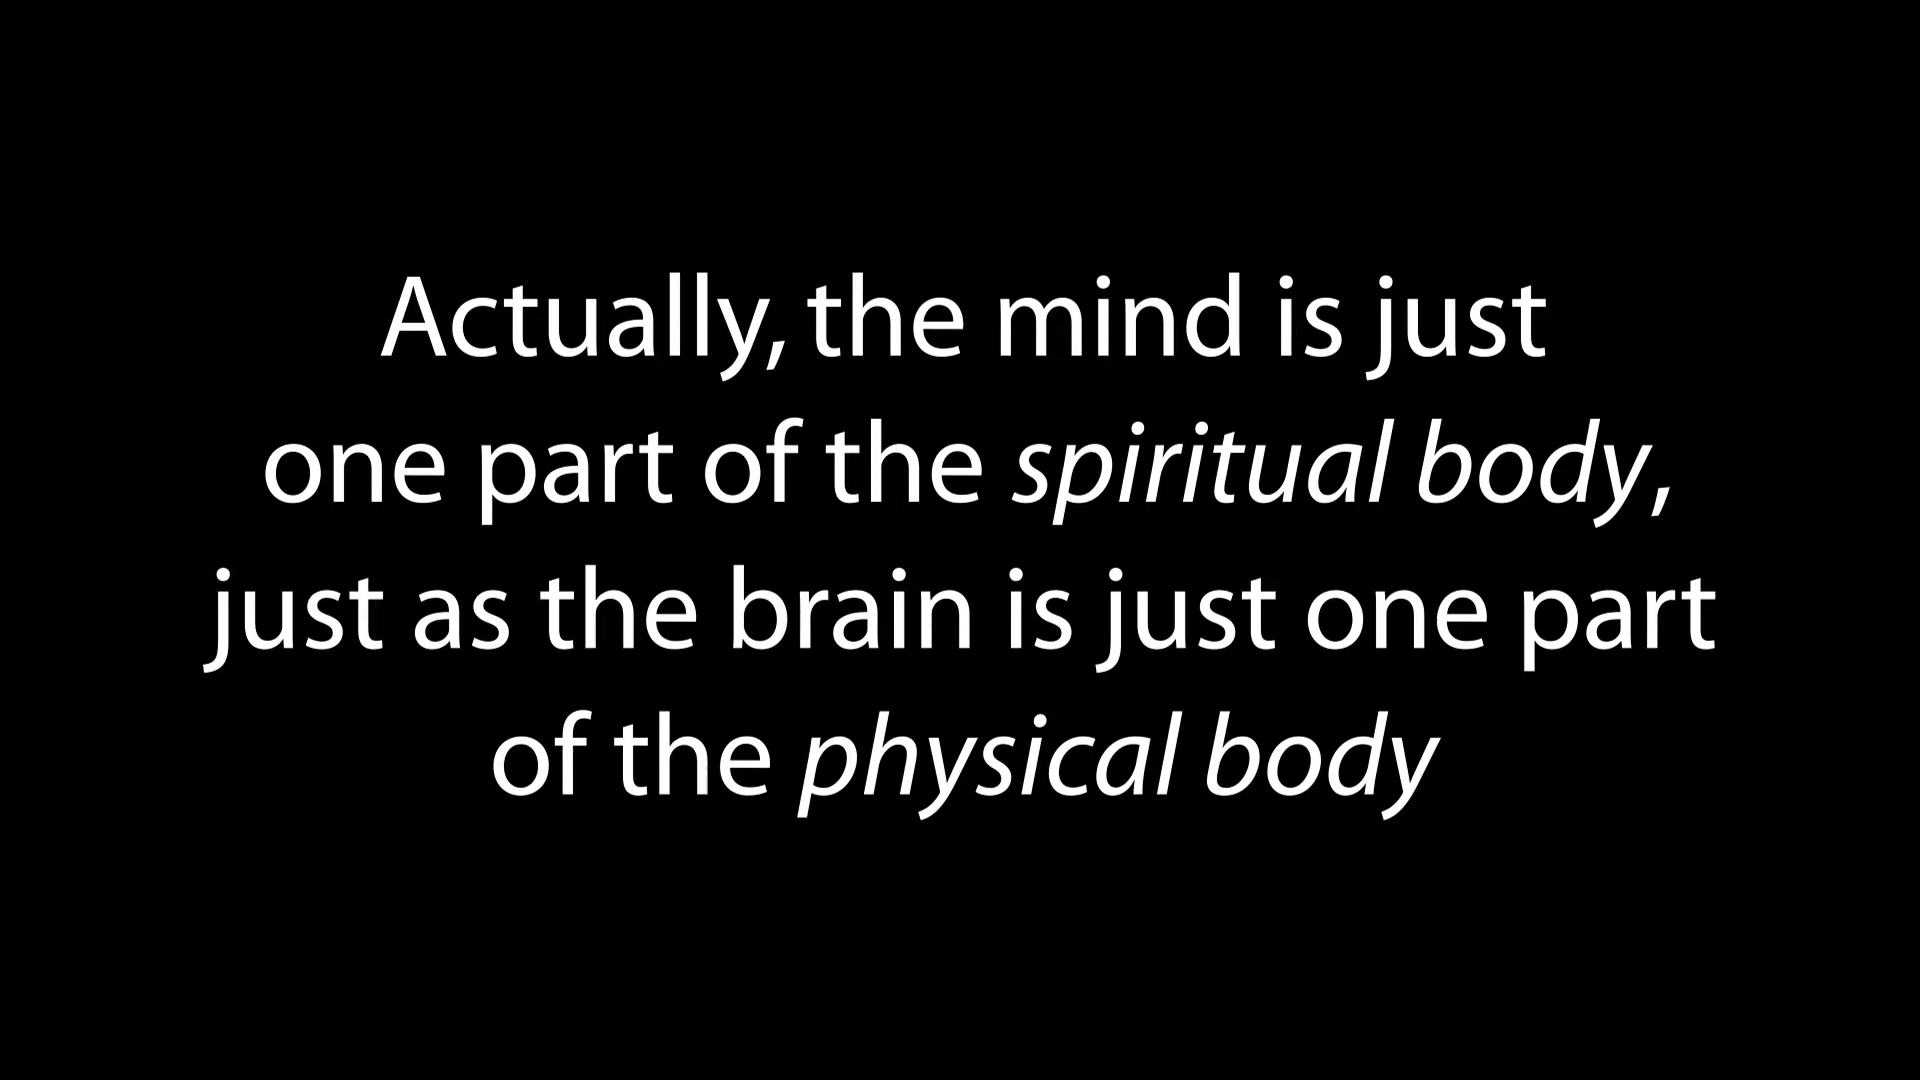 Actually, the mind is just
one part of the spiritual body,
just as the brain is just one part
of the physical body